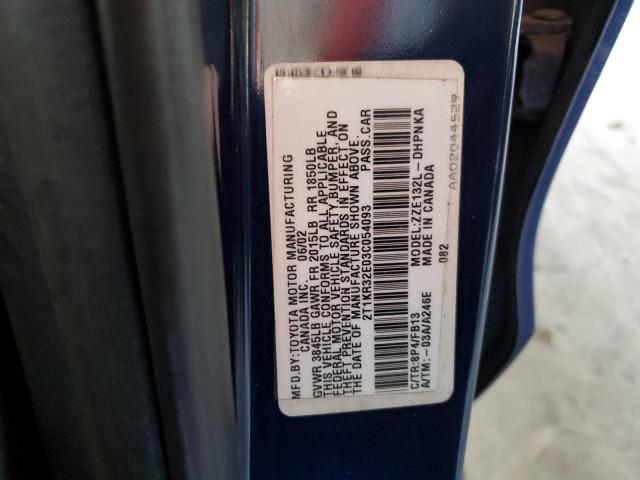 MFD.BY:TOYOTA MOTOR MANUFACTURING
CANADA INC. 06/02
GVWR 3845LB GAWR FR 2015LB RR 1850LB
THIS VEHICLE CONFORMS TO ALL APPLICABLE
FEDERAL MOTOR VEHICLE SAFETY BUMPER, AND
THEFT PREVENTION STANDARDS IN EFFECT ON
THE DATE OF MANUFACTURE SHOWN ABOVE.
2T1KR32E03C054093 PASS.CAR
C/TR:8P4/FB13 MODEL:ZZE132L-DHPNKA
A/TM:-03A/A246E MADE IN CANADA
082
AA02044529